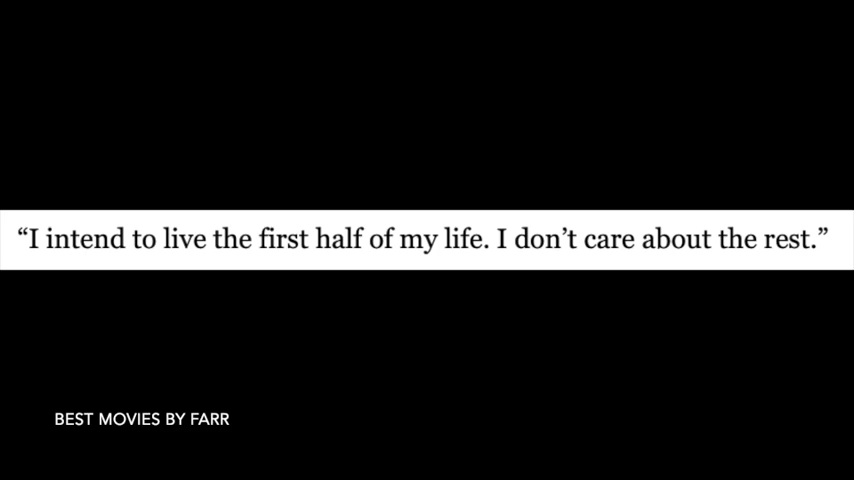 “I intend to live the first half of my life. I don’t care about the rest.”
BEST MOVIES BY FARR